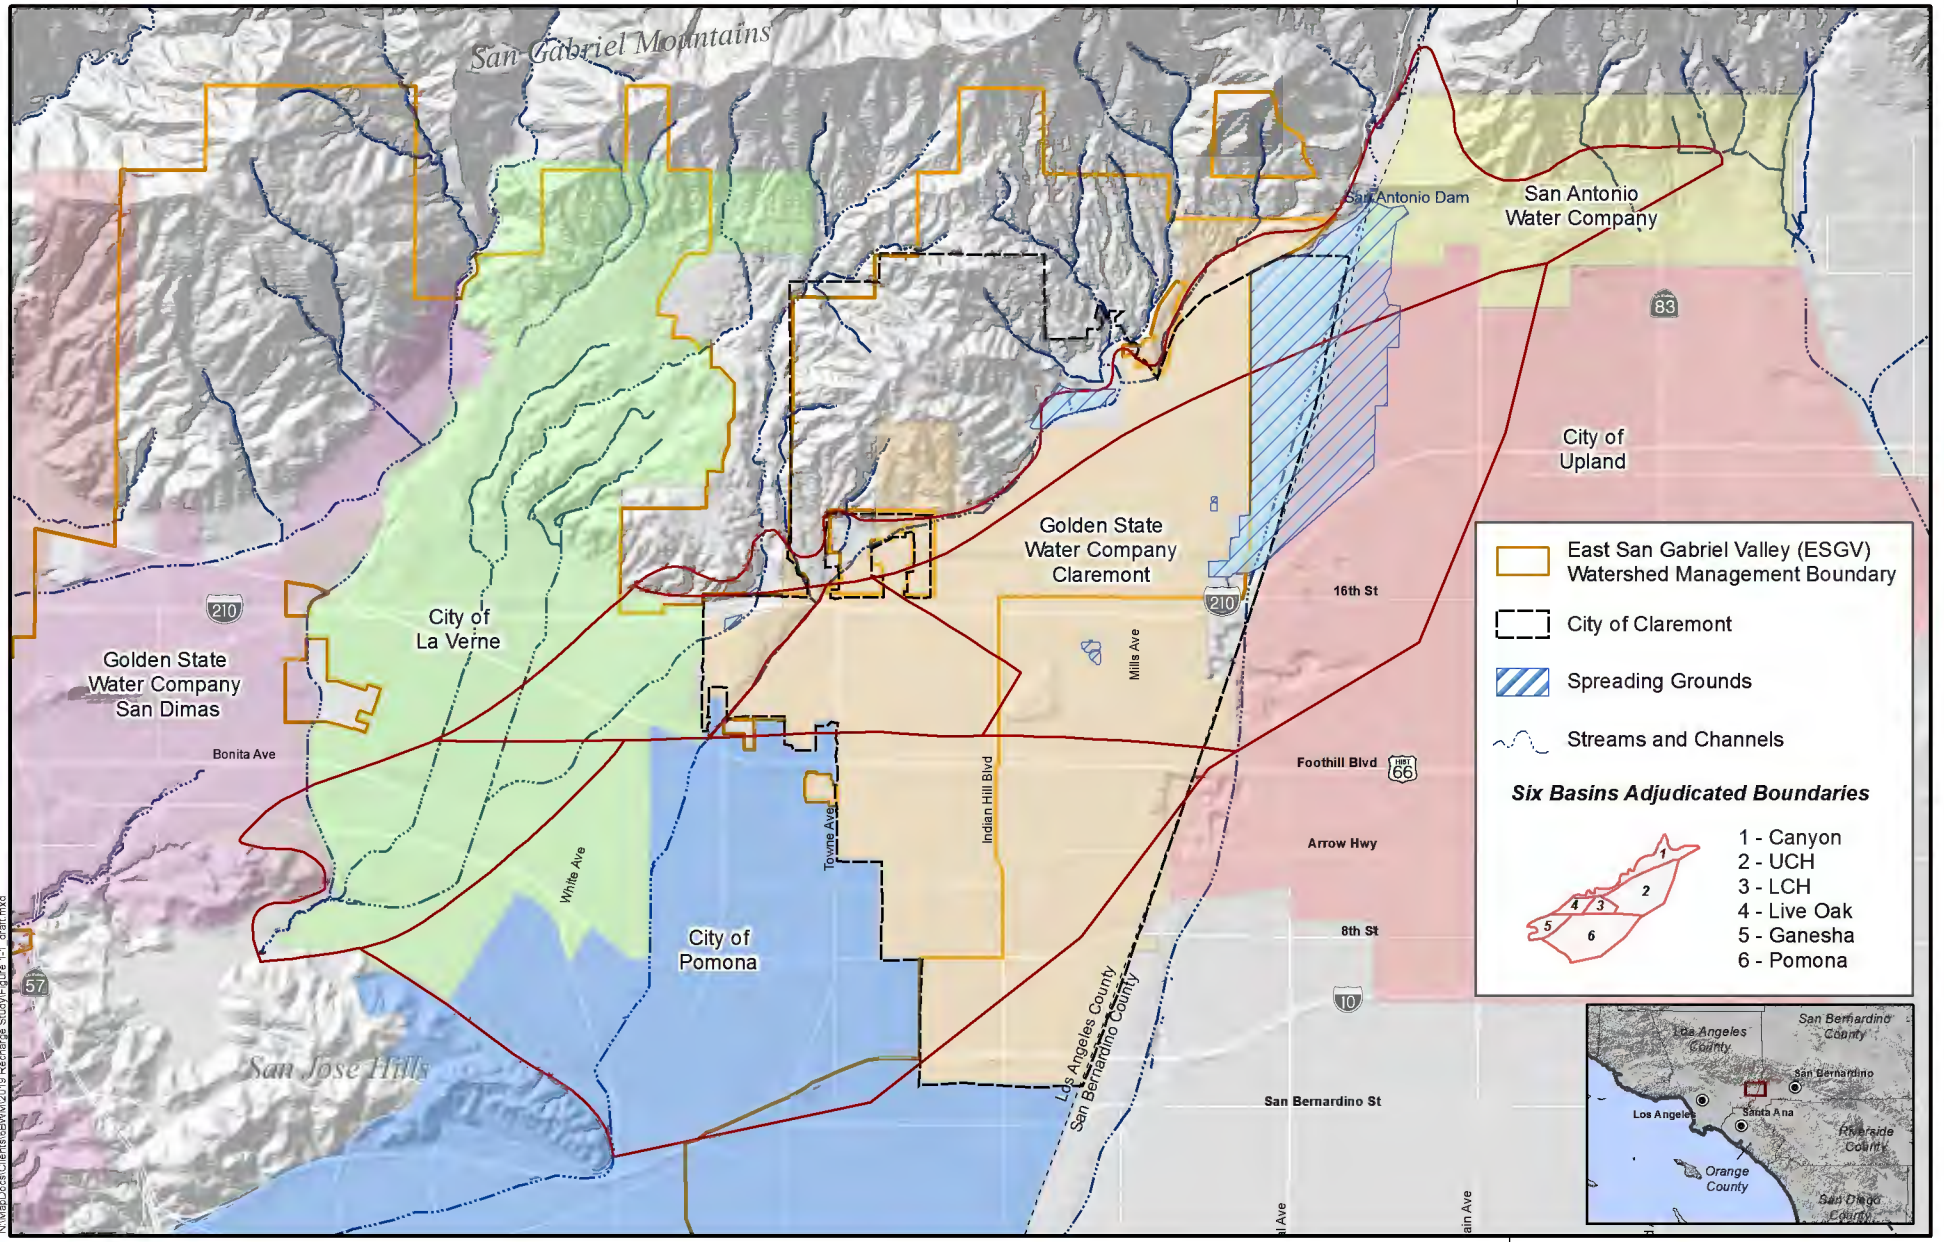 San Gabriel Mountains
San Antonio Dam
San Antonio
Water Company
83
City of
Upland
Golden State
Water Company
Claremont
210
16th St
210
City of
La Verne
Mills Ave
Golden State
Water Company
San Dimas
Bonita Ave
Foothill Blvd
HIST
66
Indian Hill Blvd
Towne Ave
White Ave
Arrow Hwy
8th St
City of
Pomona
57
10
Los Angeles County
San Bernardino County
San Jose Hills
San Bernardino St
al Ave
ain Ave
East San Gabriel Valley (ESGV)
Watershed Management Boundary
City of Claremont
Spreading Grounds
Streams and Channels
Six Basins Adjudicated Boundaries
1
2
3
4
5
6
1 - Canyon
2 - UCH
3 - LCH
4 - Live Oak
5 - Ganesha
6 - Pomona
San Bernardino
County
Los Angeles
County
San Bernardino
Los Angeles
Santa Ana
Riverside
County
Orange
County
San Diego
County